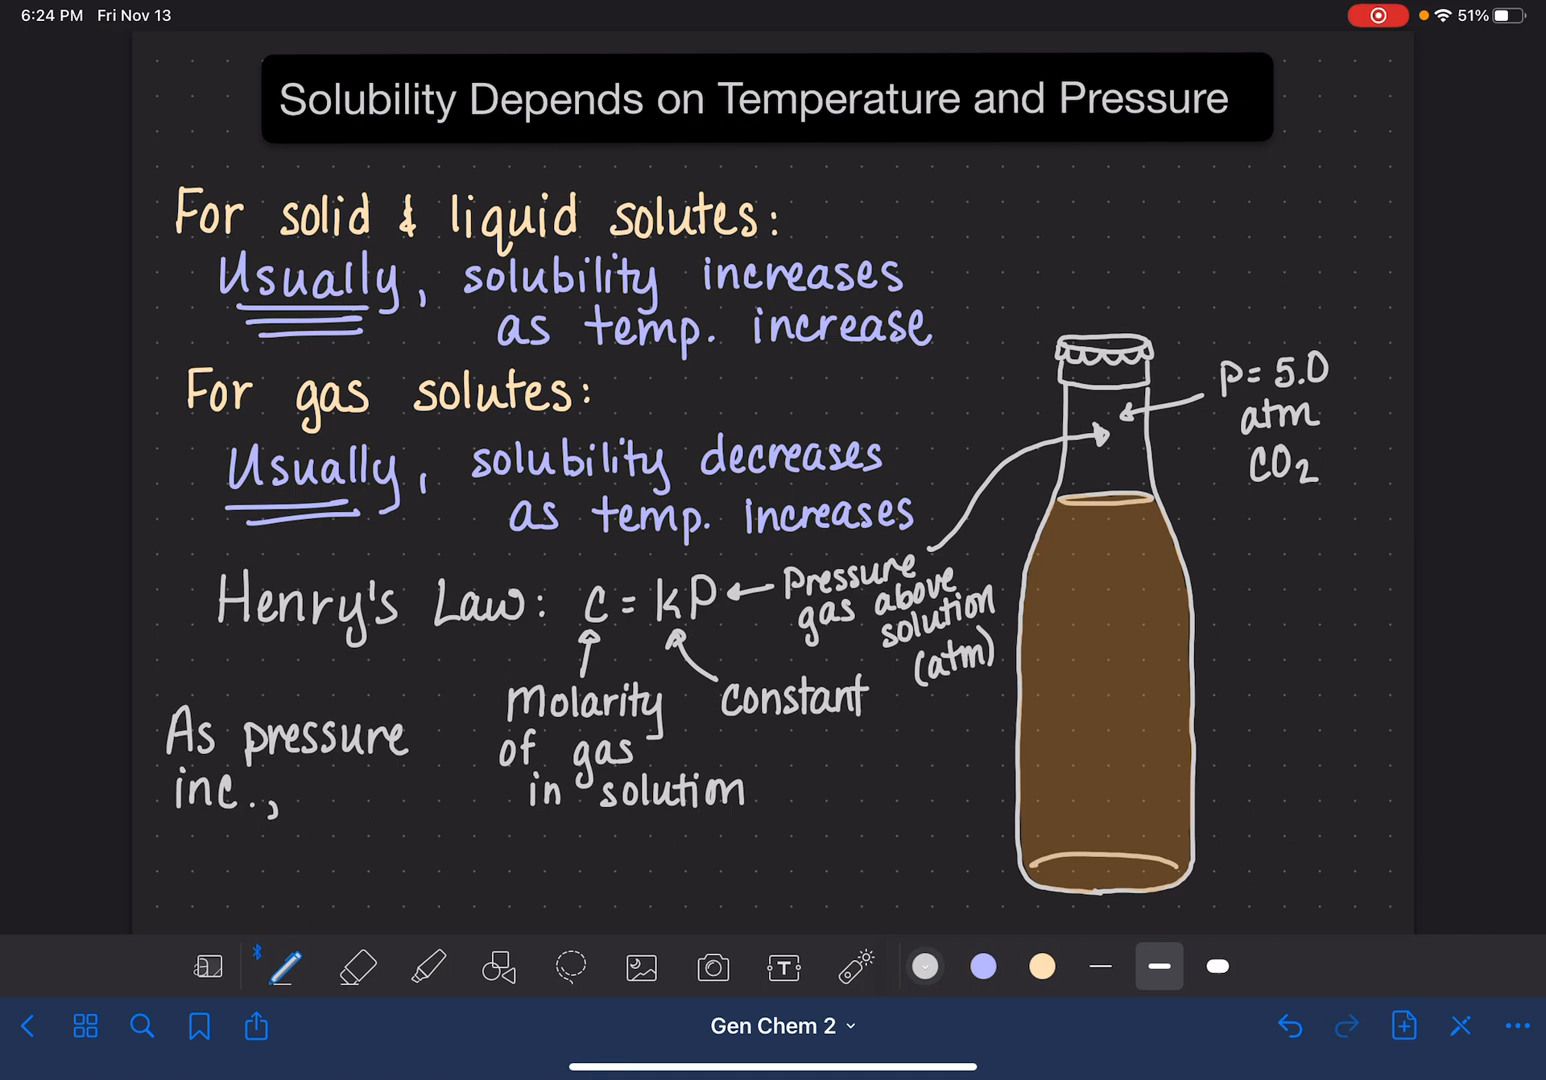 6:24 PM Fri Nov 13
51%
Solubility Depends on Temperature and Pressure
For solid & liquid solutes:
Usually, solubility increases
as temp. increase
For gas solutes:
Usually, solubility decreases
as temp. increases
Henry's Law: c = kP
Pressure
gas above
solution
(atm)
Molarity
of gas
in solution
constant
As pressure
inc.,
P = 5.0
atm
CO2
T
Gen Chem 2